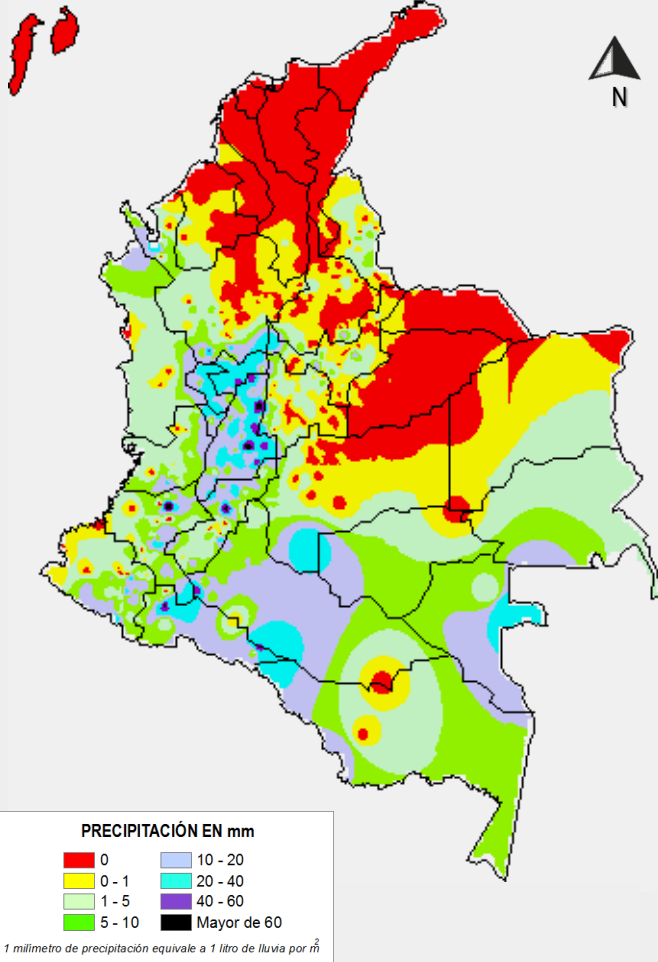 N
PRECIPITACIÓN EN mm
0
10 - 20
0 - 1
20 - 40
1 - 5
40 - 60
5 - 10
Mayor de 60
1 milimetro de precipitación equivale a 1 litro de lluvia por m²